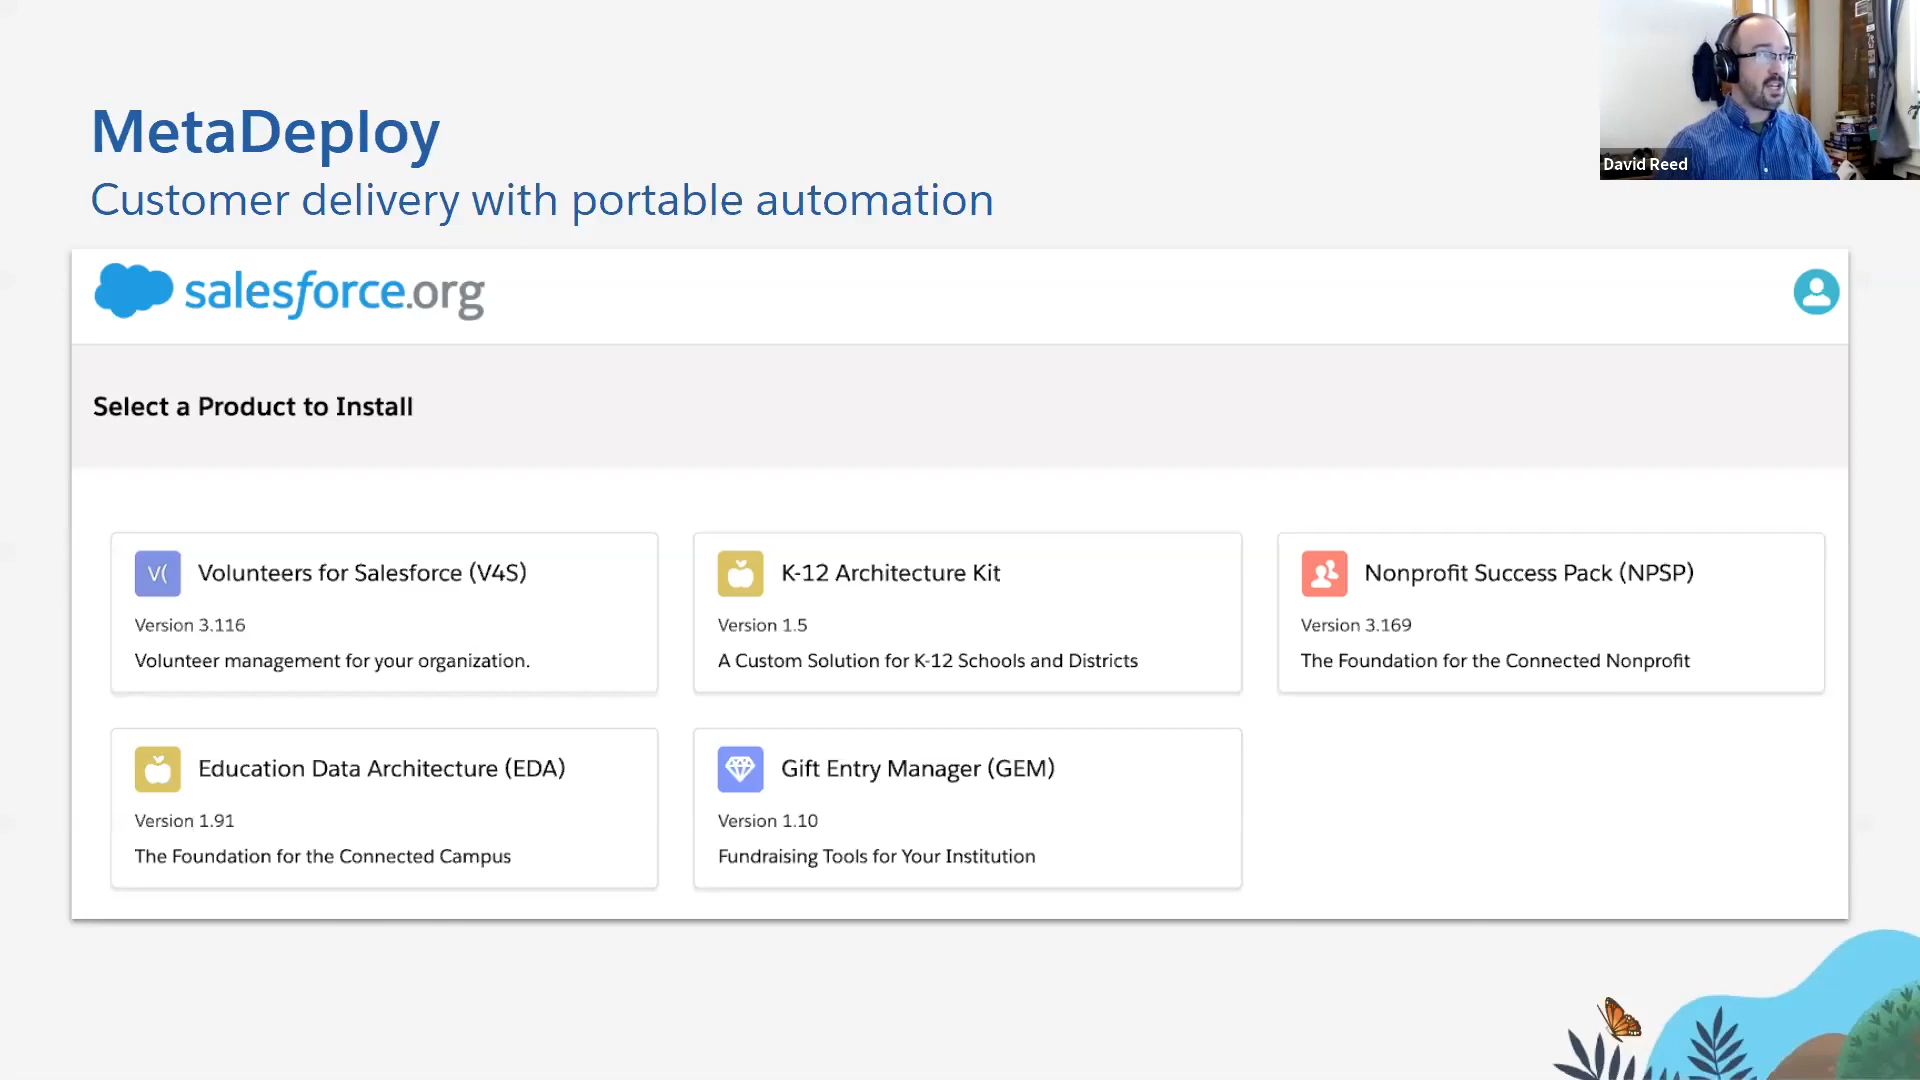 MetaDeploy
Customer delivery with portable automation
David Reed
salesforce.org
Select a Product to Install
V(
Volunteers for Salesforce (V4S)
Version 3.116
Volunteer management for your organization.
K-12 Architecture Kit
Version 1.5
A Custom Solution for K-12 Schools and Districts
Nonprofit Success Pack (NPSP)
Version 3.169
The Foundation for the Connected Nonprofit
Education Data Architecture (EDA)
Version 1.91
The Foundation for the Connected Campus
Gift Entry Manager (GEM)
Version 1.10
Fundraising Tools for Your Institution